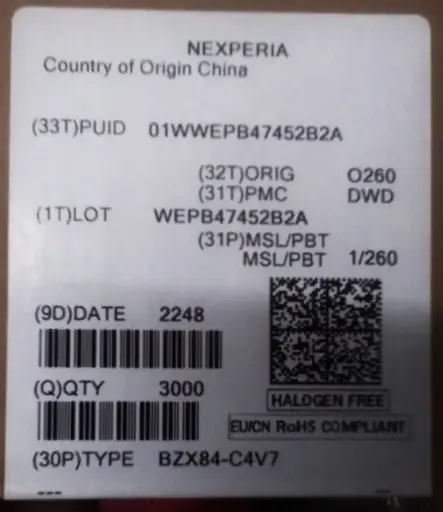 NEXPERIA
Country of Origin China
(33T)PUID 01WWEPB47452B2A
(32T)ORIG O260
(31T)PMC DWD
(1T)LOT WEPB47452B2A
(31P)MSL/PBT
MSL/PBT 1/260
(9D)DATE 2248
(Q)QTY 3000
HALOGEN FREE
EU/CN RoHS COMPLIANT
(30P)TYPE BZX84-C4V7